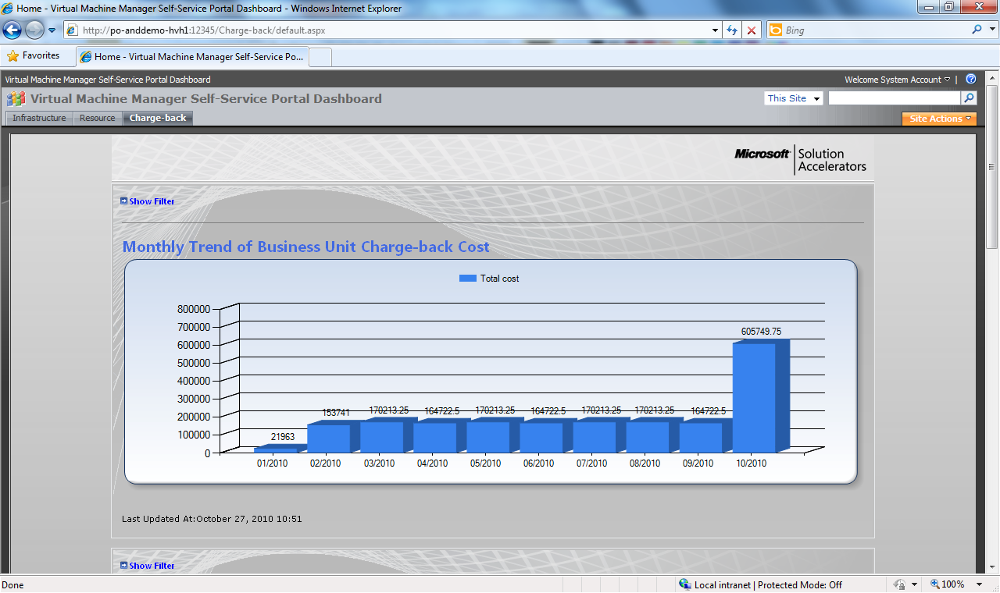 Home - Virtual Machine Manager Self-Service Portal Dashboard - Windows Internet Explorer
http://po-anddemo-hvh1:12345/Charge-back/default.aspx
Bing
Favorites
Home - Virtual Machine Manager Self-Service Po...
Virtual Machine Manager Self-Service Portal Dashboard
Welcome System Account
Virtual Machine Manager Self-Service Portal Dashboard
This Site
Infrastructure Resource Charge-back
Site Actions
Microsoft Solution
Accelerators
Show Filter
Monthly Trend of Business Unit Charge-back Cost
Total cost
800000
700000
600000
500000
400000
300000
200000
100000
0
21963 153741 170213.25 164722.5 170213.25 164722.5 170213.25 170213.25 164722.5 605749.75
01/2010 02/2010 03/2010 04/2010 05/2010 06/2010 07/2010 08/2010 09/2010 10/2010
Last Updated At:October 27, 2010 10:51
Show Filter
Done
Local intranet | Protected Mode: Off
100%